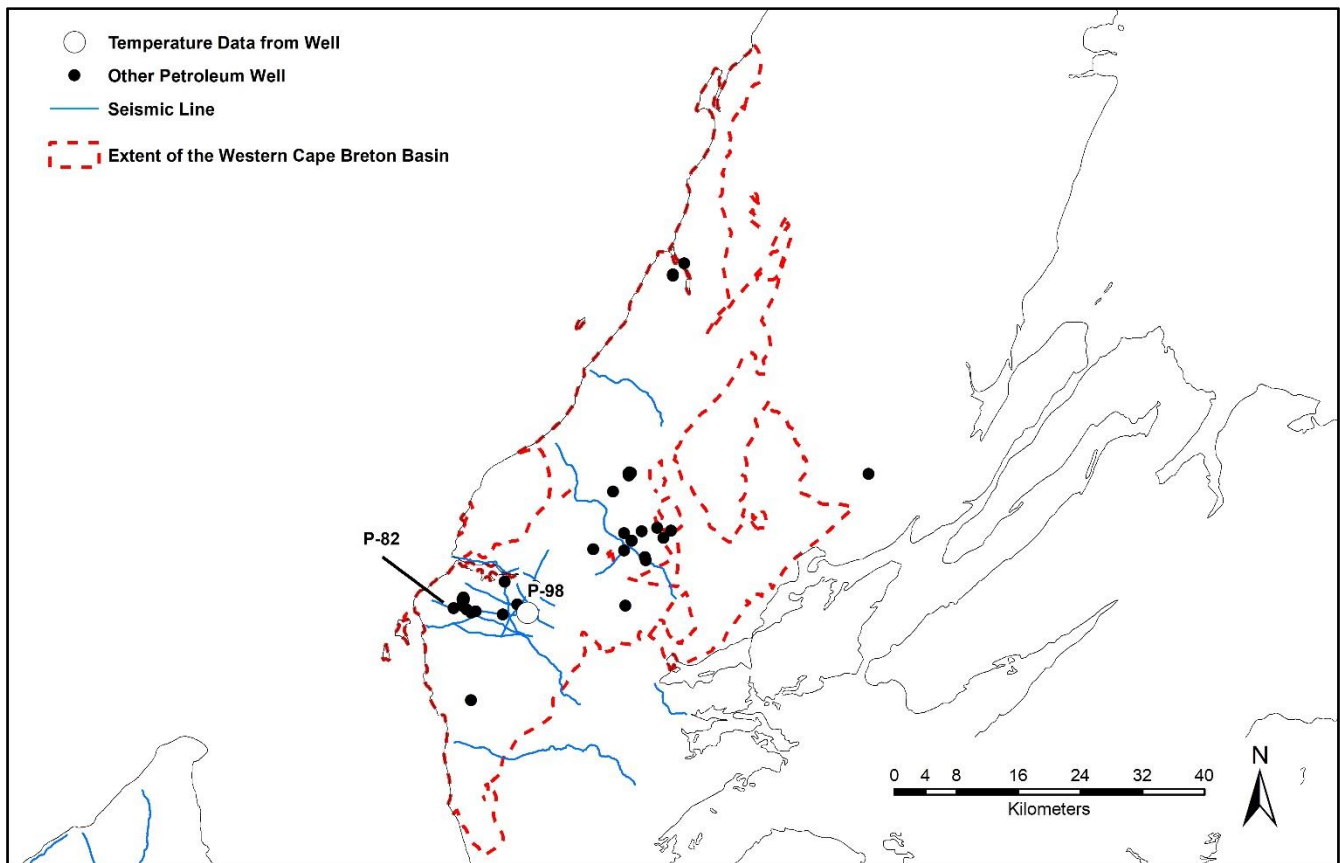 Temperature Data from Well
Other Petroleum Well
Seismic Line
Extent of the Western Cape Breton Basin
P-82
P-98
N
0 4 8 16 24 32 40
Kilometers